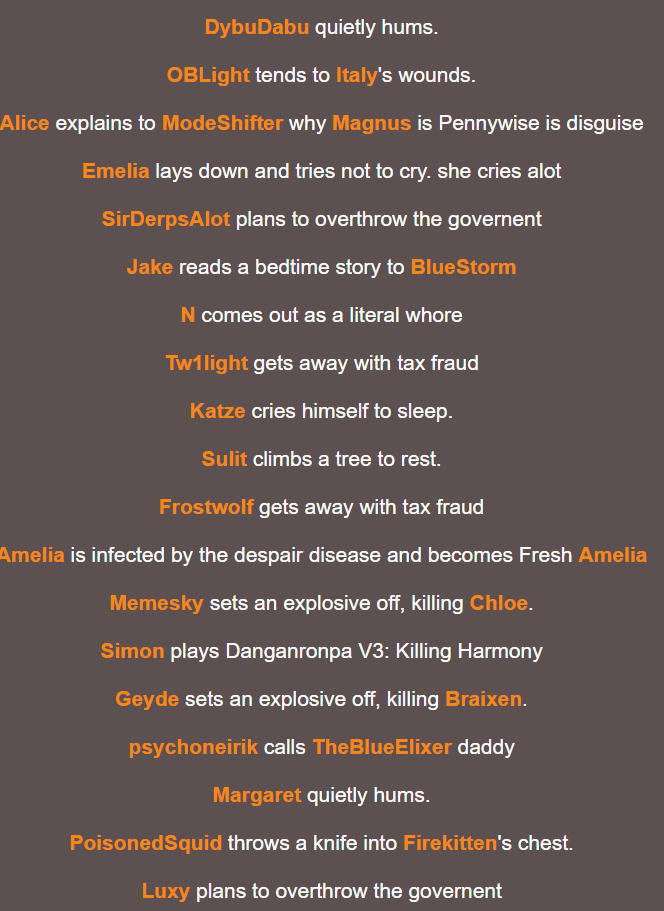 DybuDabu quietly hums.
OBLight tends to Italy's wounds.
Alice explains to ModeShifter why Magnus is Pennywise is disguise
Emelia lays down and tries not to cry. she cries alot
SirDerpsAlot plans to overthrow the governent
Jake reads a bedtime story to BlueStorm
N comes out as a literal whore
Tw1light gets away with tax fraud
Katze cries himself to sleep.
Sulit climbs a tree to rest.
Frostwolf gets away with tax fraud
Amelia is infected by the despair disease and becomes Fresh Amelia
Memesky sets an explosive off, killing Chloe.
Simon plays Danganronpa V3: Killing Harmony
Geyde sets an explosive off, killing Braixen.
psychoneirik calls TheBlueElixer daddy
Margaret quietly hums.
PoisonedSquid throws a knife into Firekitten's chest.
Luxy plans to overthrow the governent